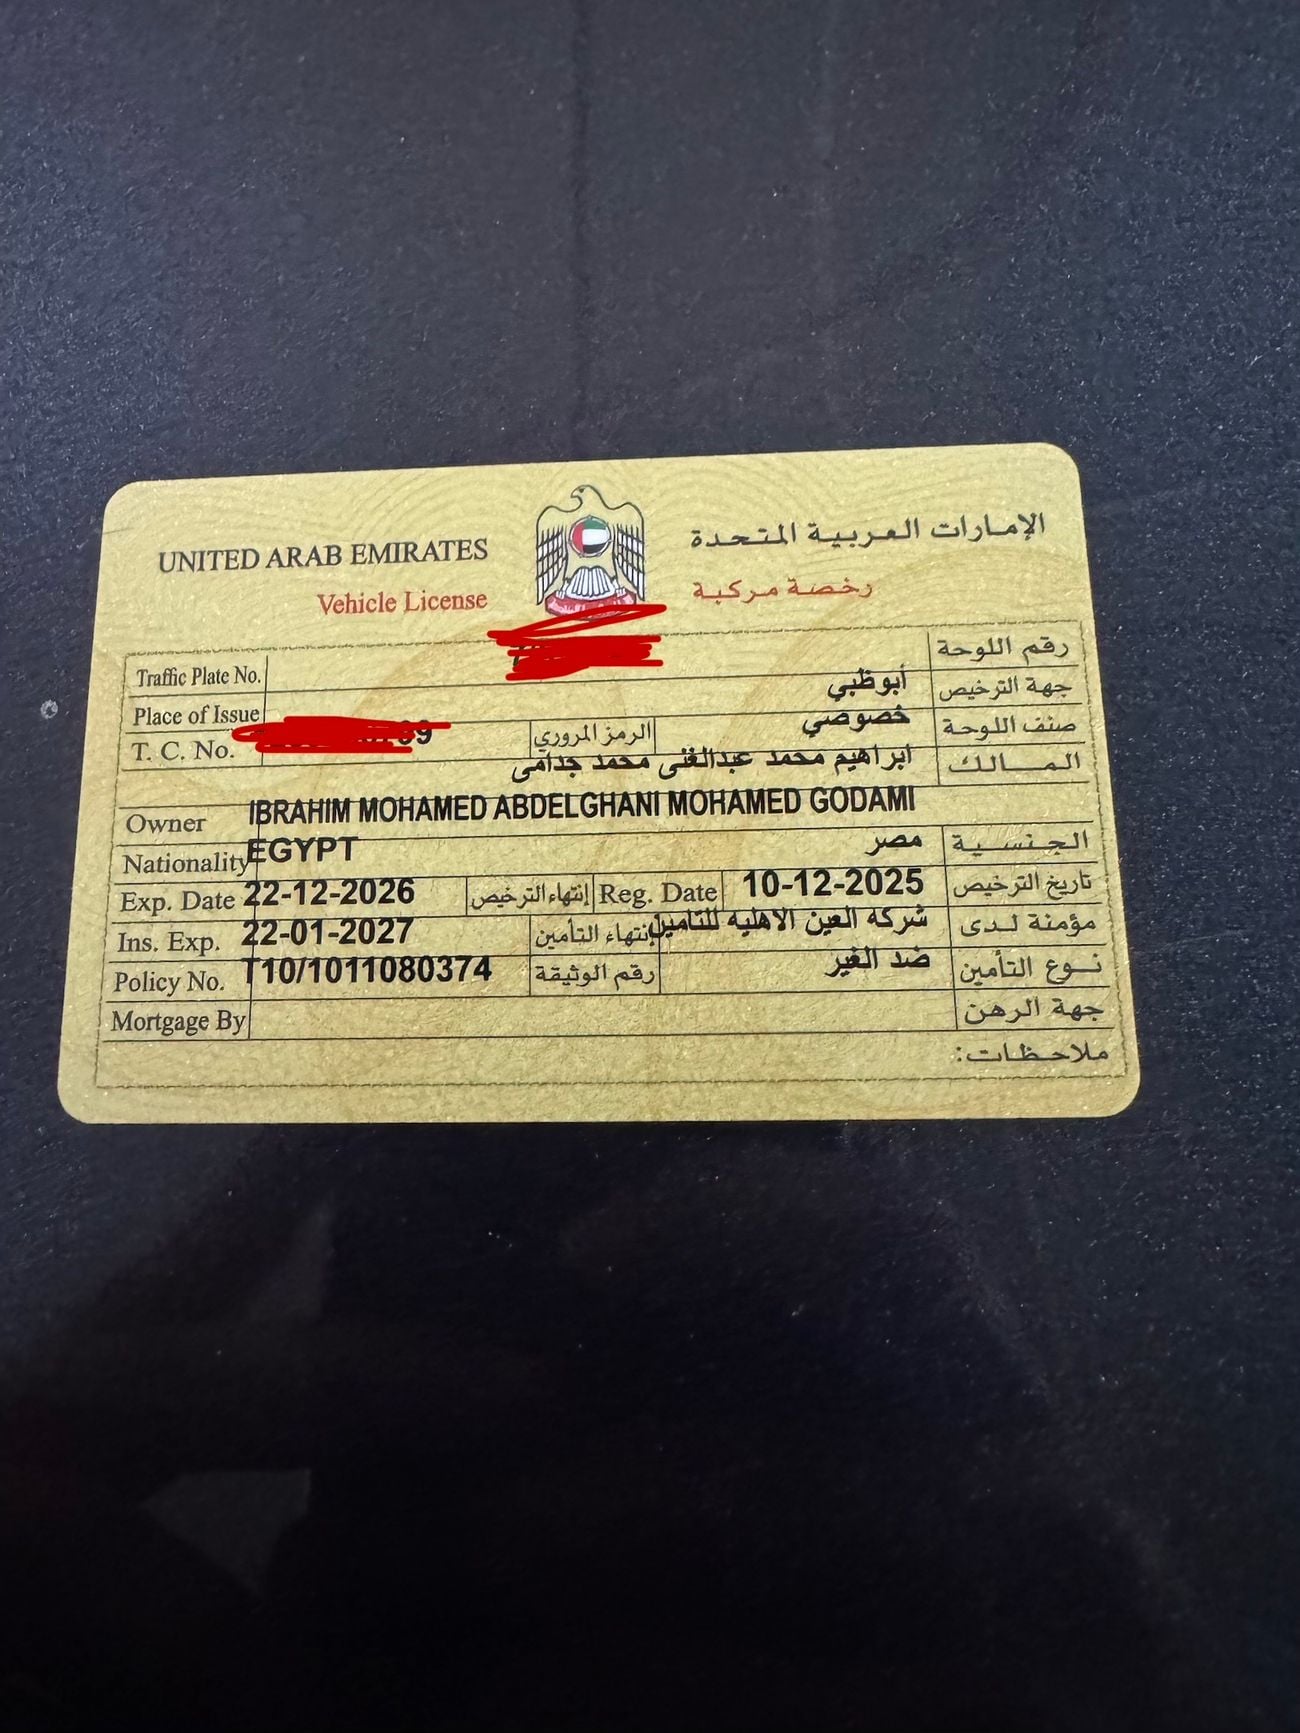 UNITED ARAB EMIRATES الإمارات العربية المتحدة
Vehicle License رخصة مركبة
Traffic Plate No. رقم اللوحة
Place of Issue أبوظبي جهة الترخيص
خصوصي صنف اللوحة
T. C. No. 9 الرمز المروري
ابراهيم محمد عبدالغنى محمد جدامى المالك
Owner IBRAHIM MOHAMED ABDELGHANI MOHAMED GODAMI
Nationality EGYPT مصر الجنسية
Exp. Date 22-12-2026 إنتهاء الترخيص Reg. Date 10-12-2025 تاريخ الترخيص
Ins. Exp. 22-01-2027 إنتهاء التأمين شركه العين الاهليه للتامين مؤمنة لدى
Policy No. T10/1011080374 رقم الوثيقة ضد الغير نوع التأمين
Mortgage By جهة الرهن
ملاحظات: